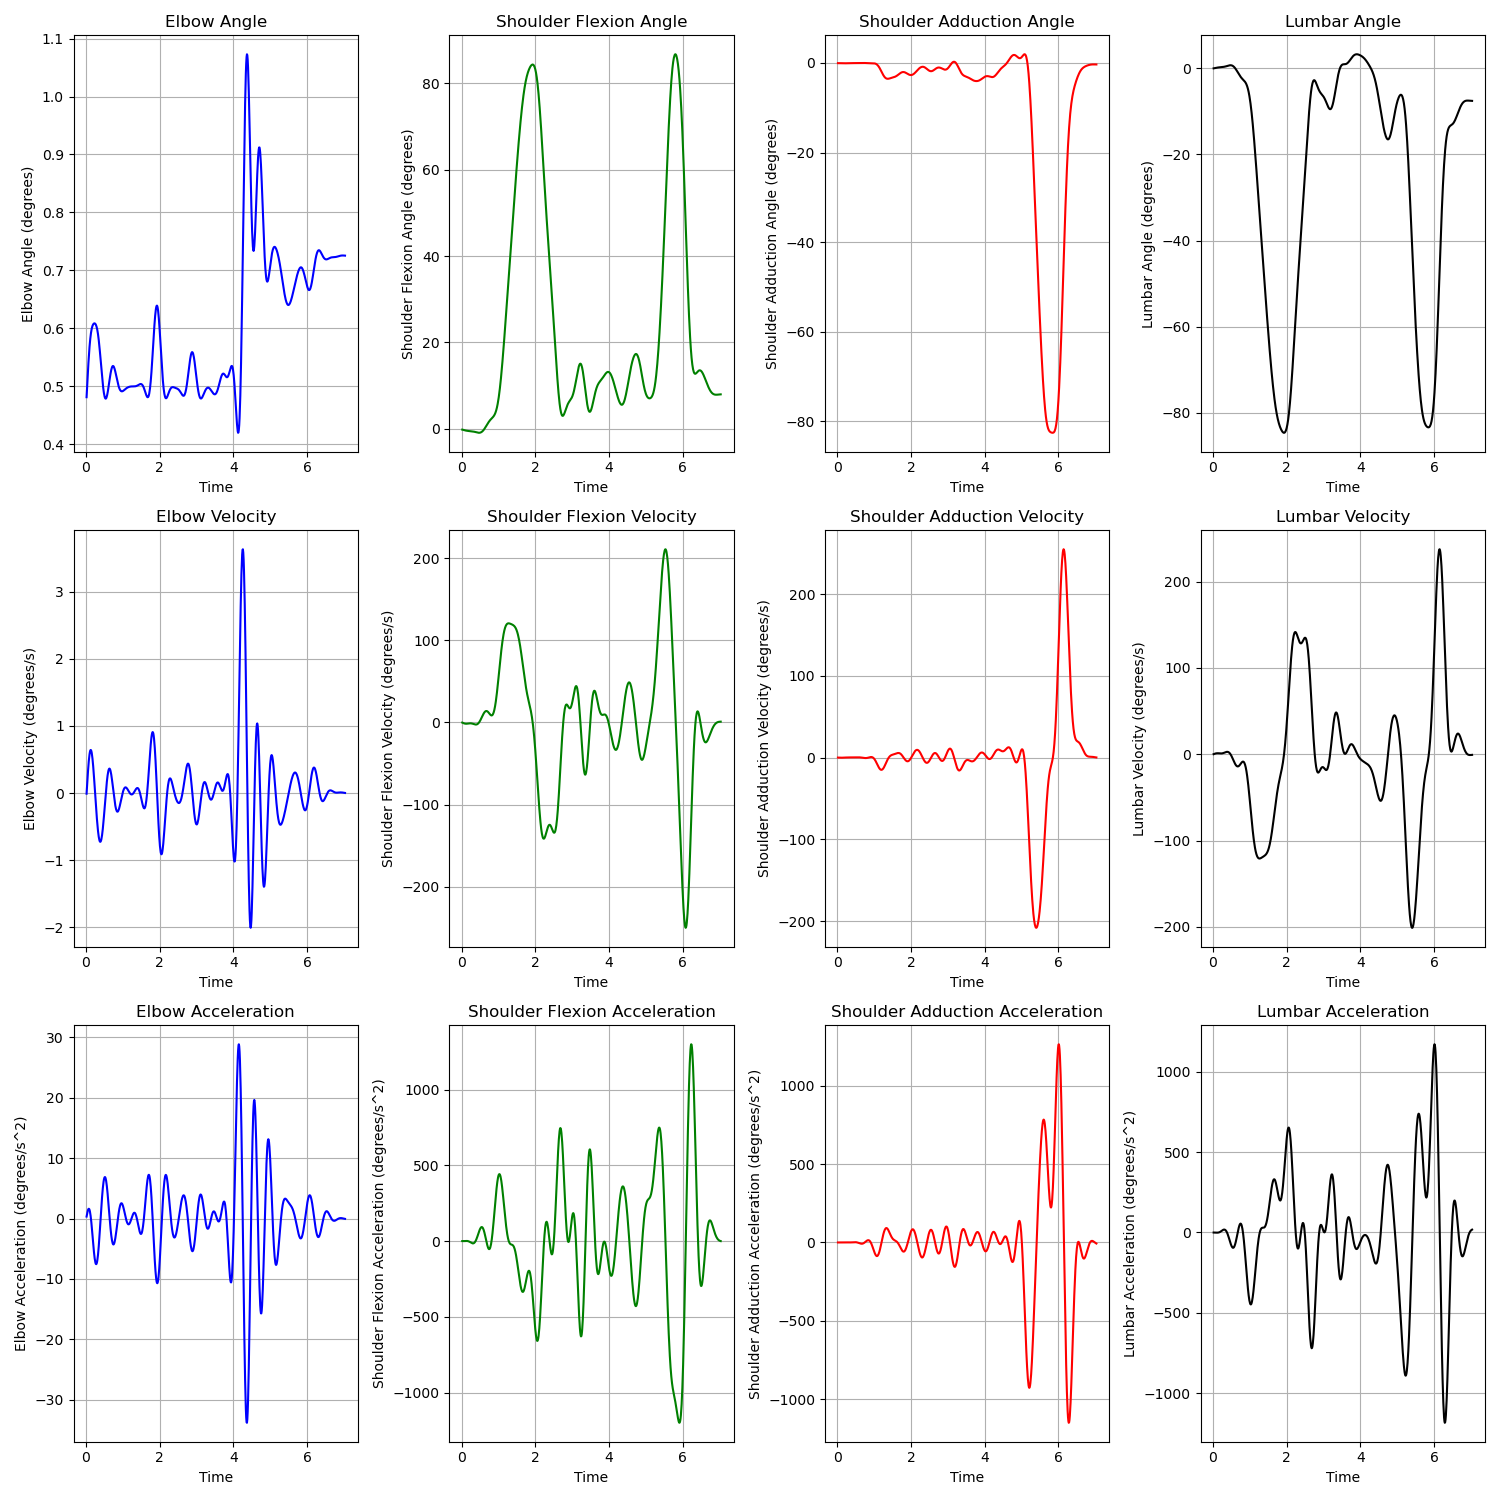 Elbow Angle
Elbow Angle (degrees)
1.1
1.0
0.9
0.8
0.7
0.6
0.5
0.4
0 2 4 6
Time
Shoulder Flexion Angle
Shoulder Flexion Angle (degrees)
80
60
40
20
0
0 2 4 6
Time
Shoulder Adduction Angle
Shoulder Adduction Angle (degrees)
0
−20
−40
−60
−80
0 2 4 6
Time
Lumbar Angle
Lumbar Angle (degrees)
0
−20
−40
−60
−80
0 2 4 6
Time
Elbow Velocity
Elbow Velocity (degrees/s)
3
2
1
0
−1
−2
0 2 4 6
Time
Shoulder Flexion Velocity
Shoulder Flexion Velocity (degrees/s)
200
100
0
−100
−200
0 2 4 6
Time
Shoulder Adduction Velocity
Shoulder Adduction Velocity (degrees/s)
200
100
0
−100
−200
0 2 4 6
Time
Lumbar Velocity
Lumbar Velocity (degrees/s)
200
100
0
−100
−200
0 2 4 6
Time
Elbow Acceleration
Elbow Acceleration (degrees/s^2)
30
20
10
0
−10
−20
−30
0 2 4 6
Time
Shoulder Flexion Acceleration
Shoulder Flexion Acceleration (degrees/s^2)
1000
500
0
−500
−1000
0 2 4 6
Time
Shoulder Adduction Acceleration
Shoulder Adduction Acceleration (degrees/s^2)
1000
500
0
−500
−1000
0 2 4 6
Time
Lumbar Acceleration
Lumbar Acceleration (degrees/s^2)
1000
500
0
−500
−1000
0 2 4 6
Time